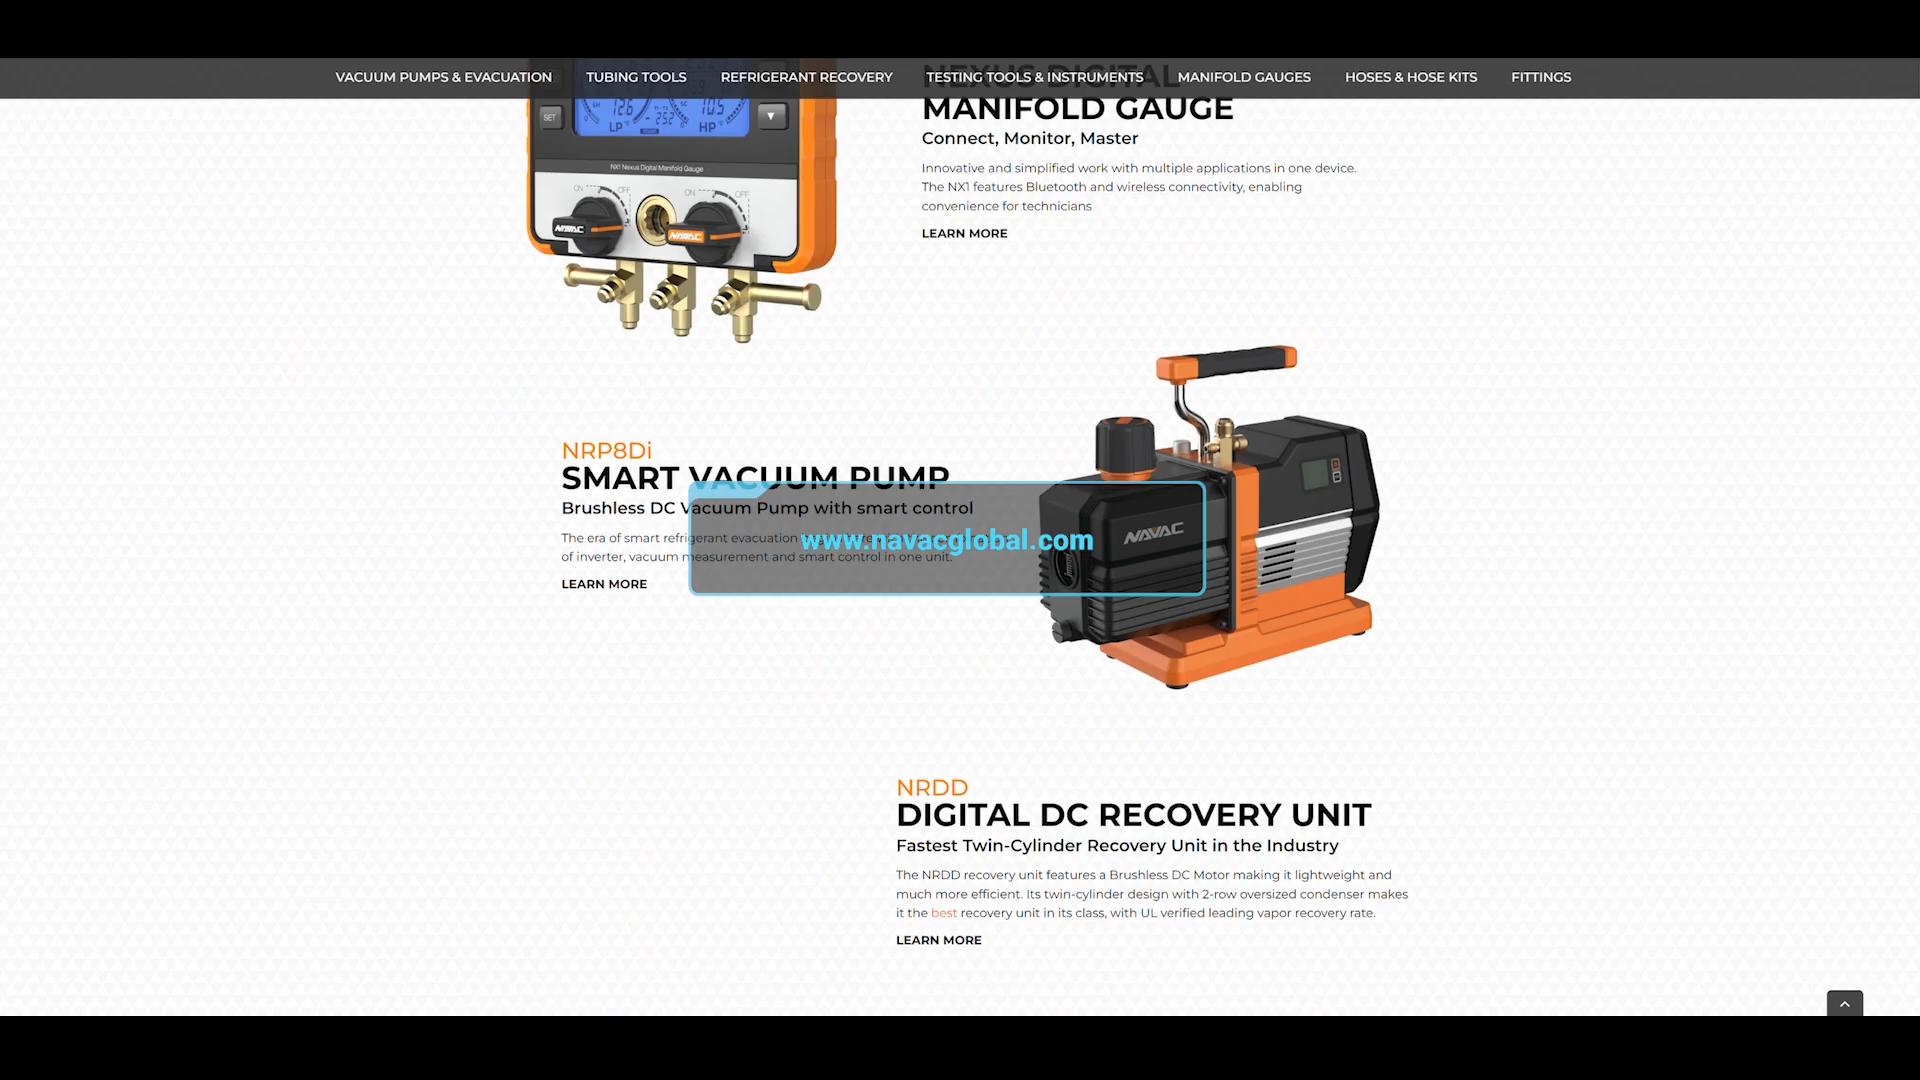 VACUUM PUMPS & EVACUATION TUBING TOOLS REFRIGERANT RECOVERY TESTING TOOLS & INSTRUMENTS MANIFOLD GAUGES HOSES & HOSE KITS FITTINGS
NEXUS DIGITAL
MANIFOLD GAUGE
Connect, Monitor, Master
Innovative and simplified work with multiple applications in one device.
The NX1 features Bluetooth and wireless connectivity, enabling
convenience for technicians
LEARN MORE
SET
126
252
105
LP
HP
NX1 Nexus Digital Manifold Gauge
ON OFF ON OFF
NAVAC NAVAC
NRP8Di
SMART VACUUM PUMP
Brushless DC Vacuum Pump with smart control
The era of smart refrigerant evacuation
of inverter, vacuum measurement and smart control in one unit.
LEARN MORE
www.navacglobal.com
NAVAC
NRDD
DIGITAL DC RECOVERY UNIT
Fastest Twin-Cylinder Recovery Unit in the Industry
The NRDD recovery unit features a Brushless DC Motor making it lightweight and
much more efficient. Its twin-cylinder design with 2-row oversized condenser makes
it the best recovery unit in its class, with UL verified leading vapor recovery rate.
LEARN MORE